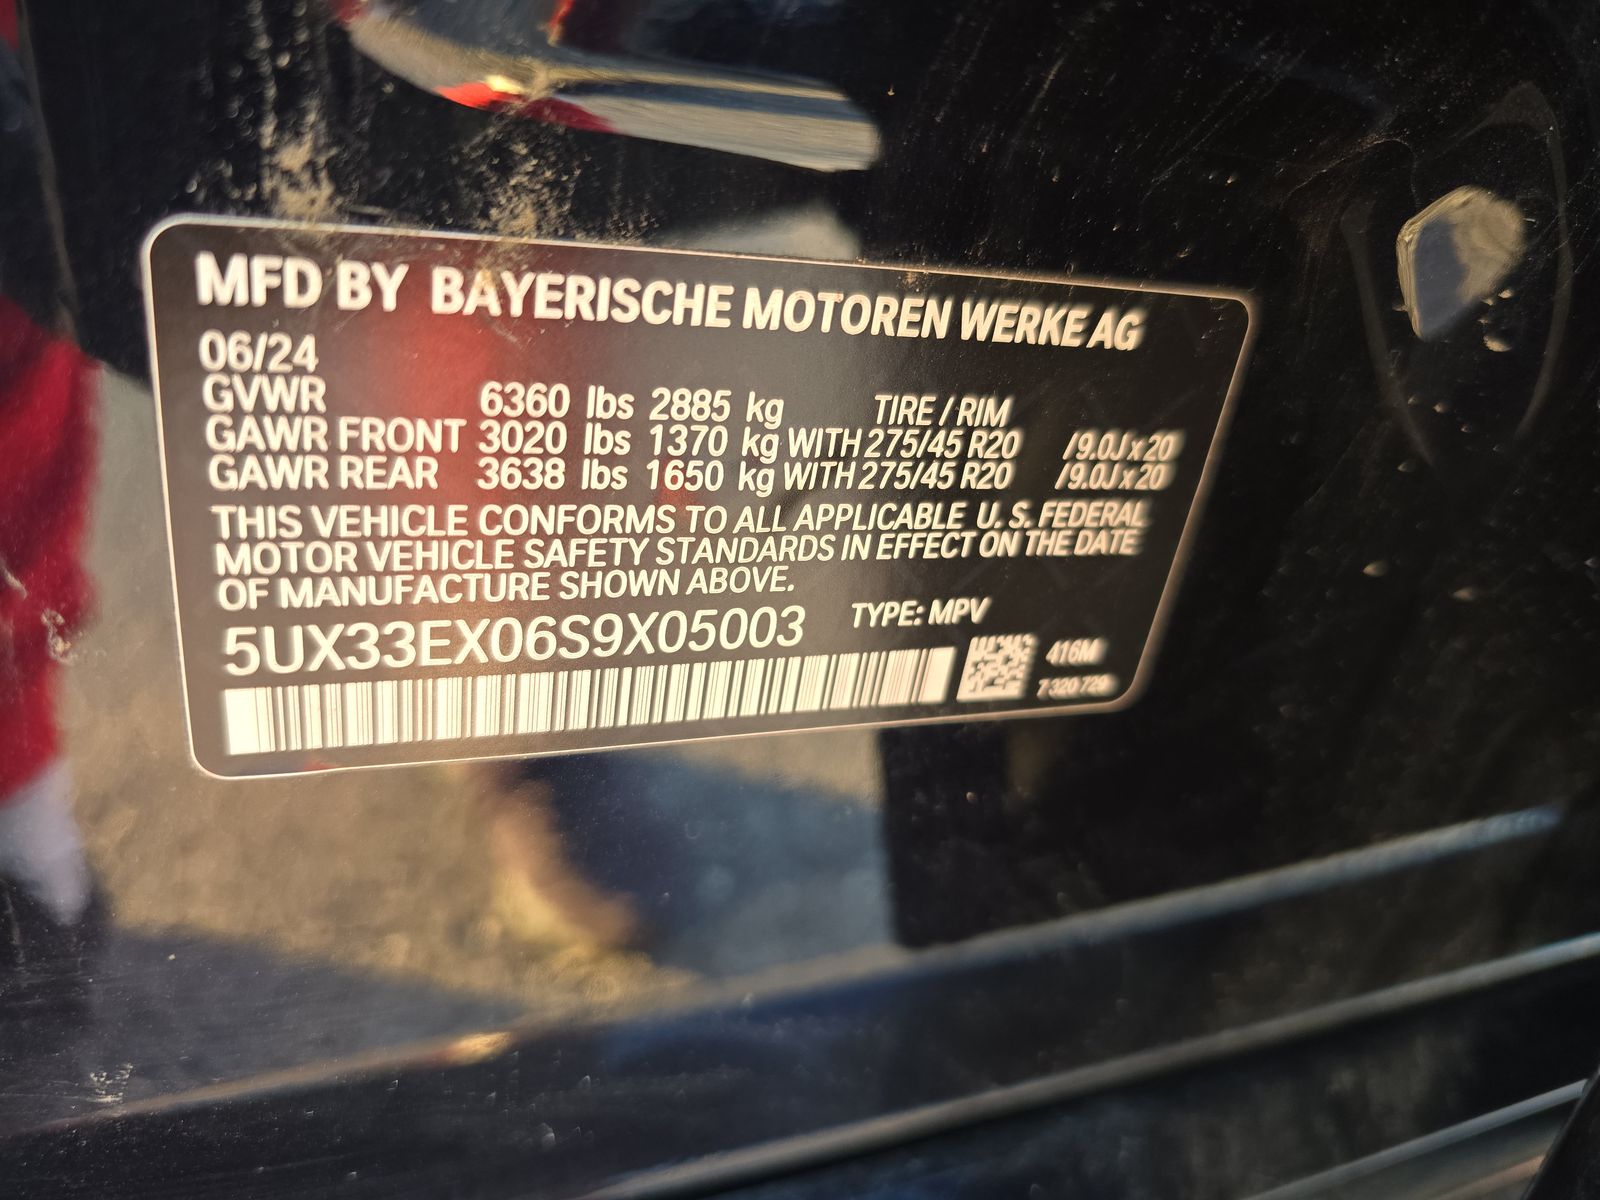 MFD BY BAYERISCHE MOTOREN WERKE AG
06/24
GVWR 6360 lbs 2885 kg TIRE / RIM
GAWR FRONT 3020 lbs 1370 kg WITH 275/45 R20 /9.0J x 20
GAWR REAR 3638 lbs 1650 kg WITH 275/45 R20 /9.0J x 20
THIS VEHICLE CONFORMS TO ALL APPLICABLE U. S. FEDERAL
MOTOR VEHICLE SAFETY STANDARDS IN EFFECT ON THE DATE
OF MANUFACTURE SHOWN ABOVE.
5UX33EX06S9X05003 TYPE: MPV
416M
7 320 729